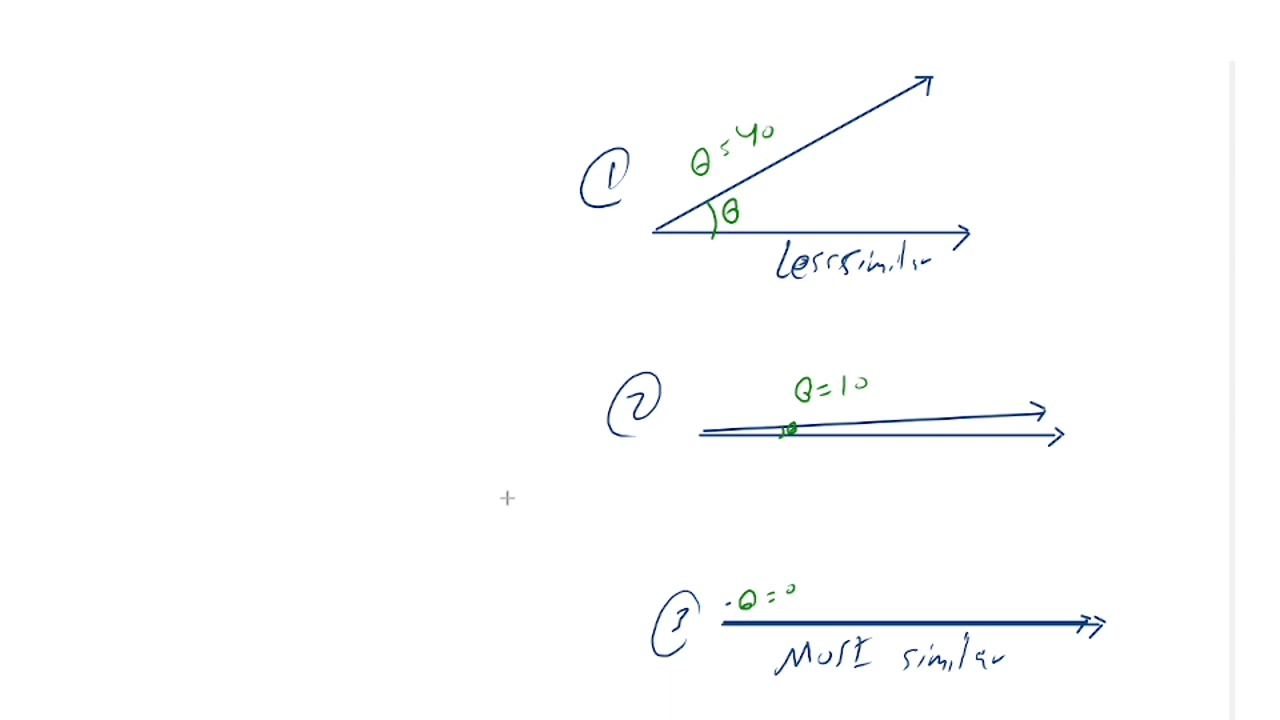 ① θ = 40
θ
Less similar
② θ = 10
θ
③ θ = 0
Most similar